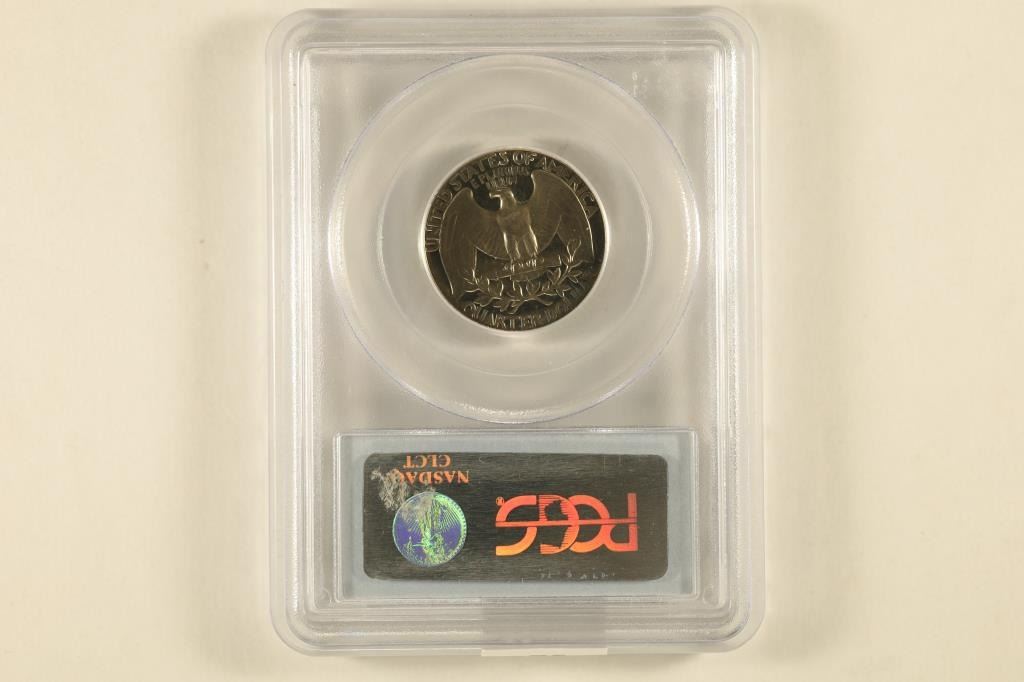 UNITED STATES OF AMERICA
E PLURIBUS
UNUM
QUARTER DOLLAR
NASDAQ
CLCT
PCGS